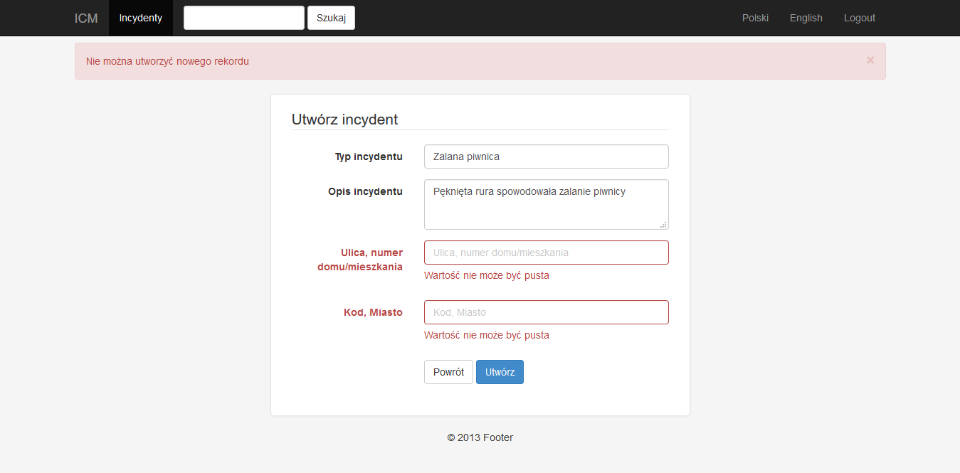 ICM Incydenty Szukaj Polski English Logout
Nie można utworzyć nowego rekordu ×
Utwórz incydent
Typ incydentu Zalana piwnica
Opis incydentu Pęknięta rura spowodowała zalanie piwnicy
Ulica, numer
domu/mieszkania
Ulica, numer domu/mieszkania
Wartość nie może być pusta
Kod, Miasto Kod, Miasto
Wartość nie może być pusta
Powrót Utwórz
© 2013 Footer